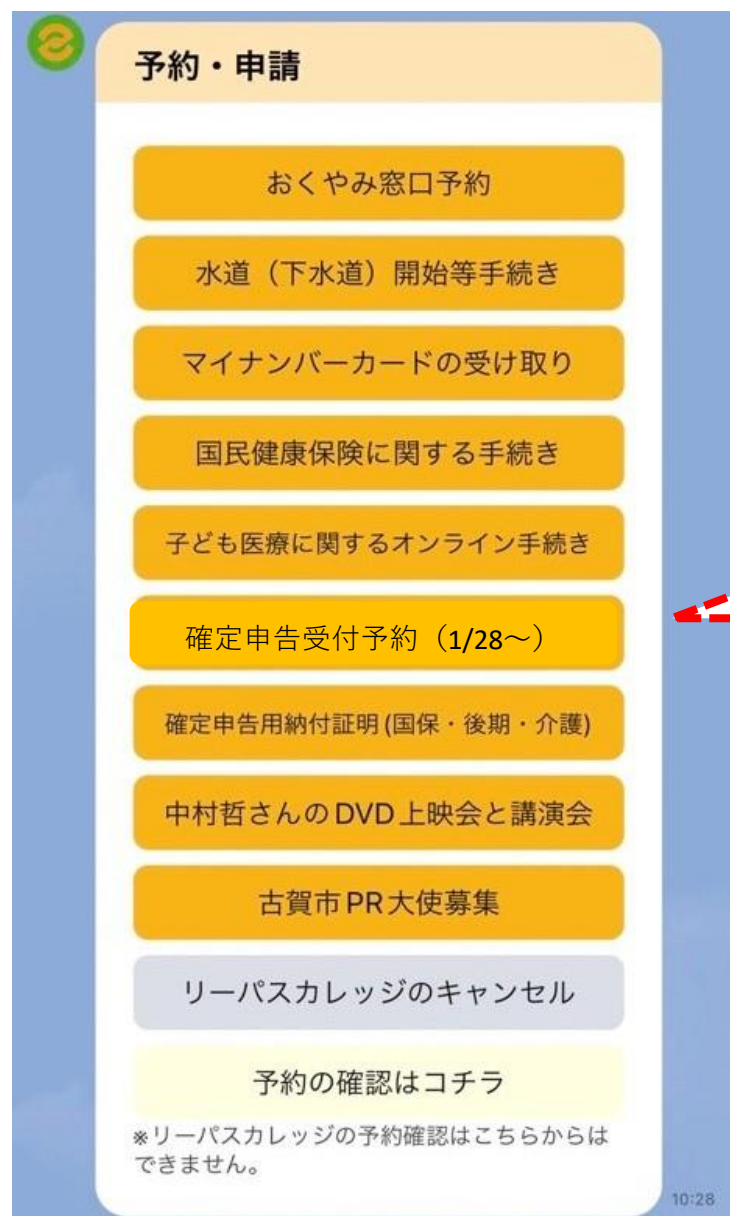 予約・申請
おくやみ窓口予約
水道（下水道）開始等手続き
マイナンバーカードの受け取り
国民健康保険に関する手続き
子ども医療に関するオンライン手続き
確定申告受付予約（1/28～）
確定申告用納付証明(国保・後期・介護)
中村哲さんのDVD上映会と講演会
古賀市PR大使募集
リーパスカレッジのキャンセル
予約の確認はコチラ
※リーパスカレッジの予約確認はこちらからは
できません。
10:28